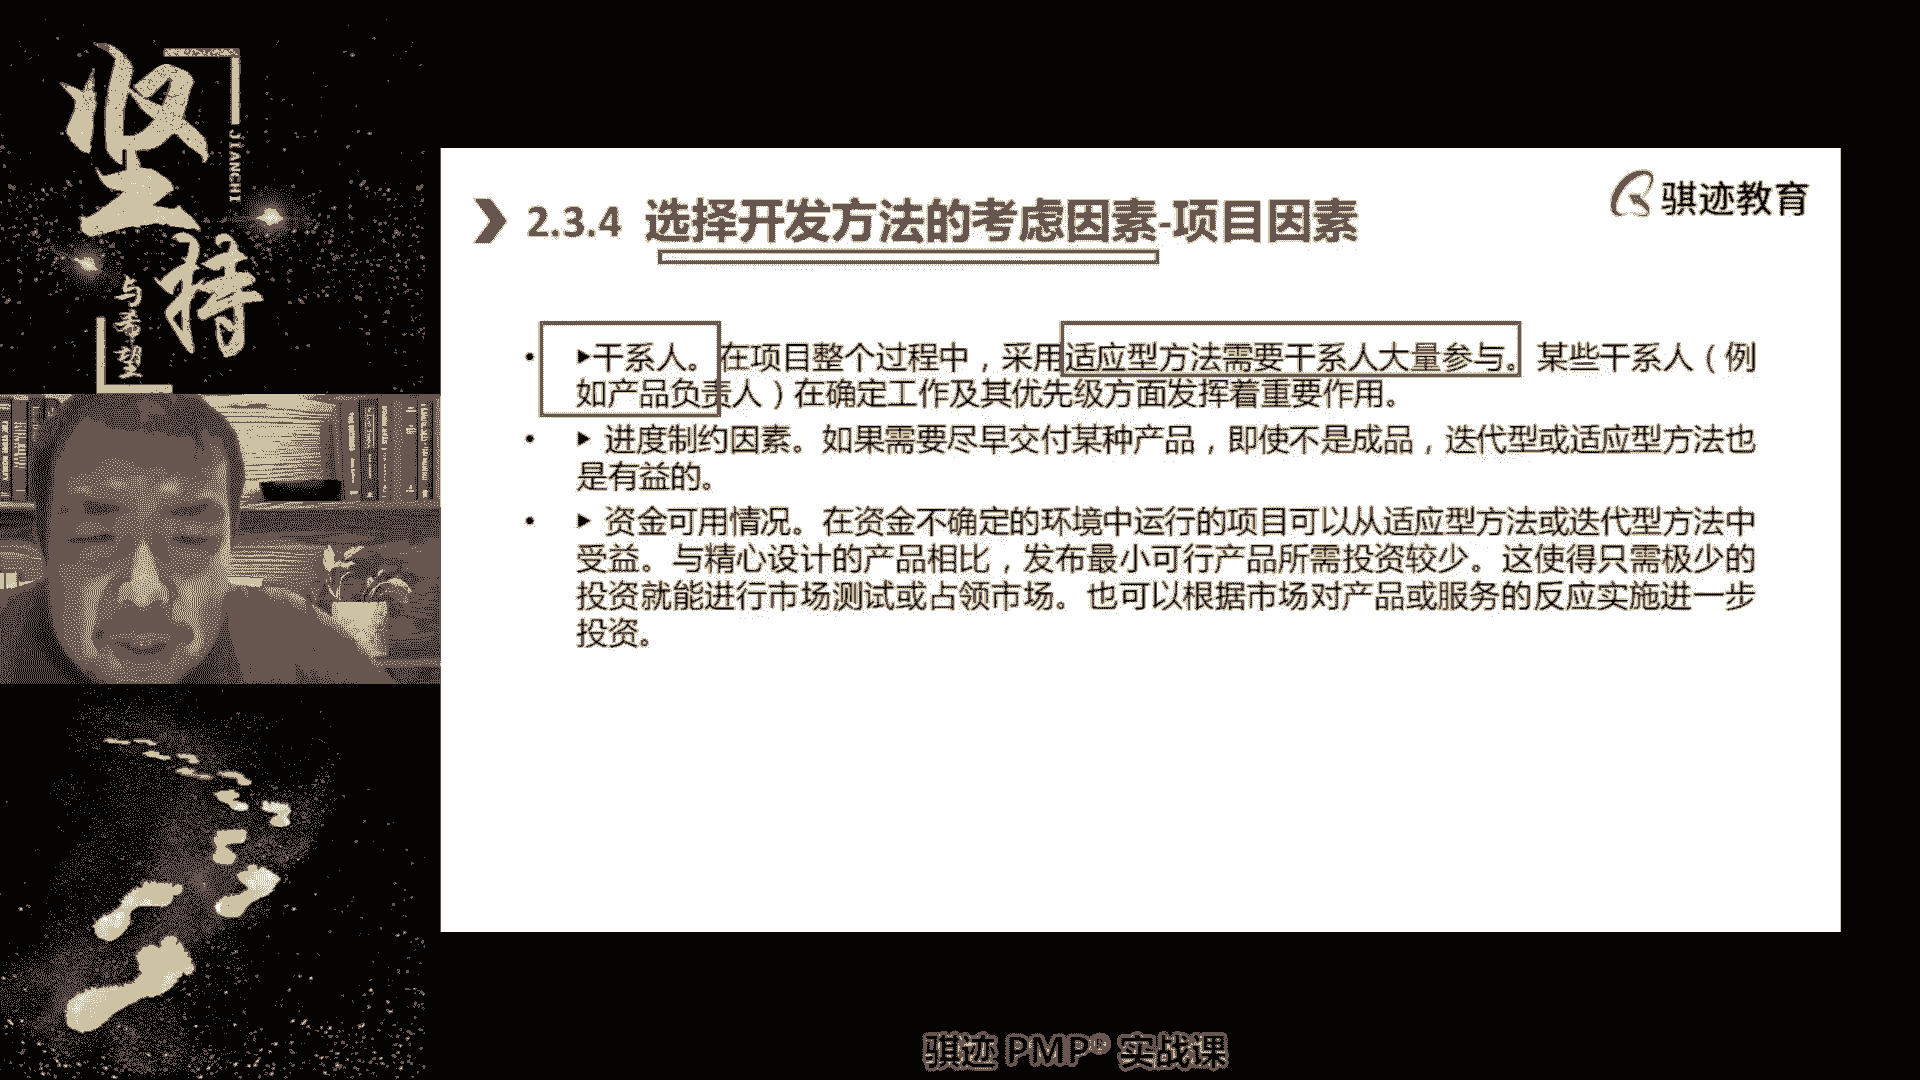 坚持
JIANCHI
与希望
骐迹教育
2.3.4 选择开发方法的考虑因素-项目因素
• ▶干系人。在项目整个过程中，采用适应型方法需要干系人大量参与。某些干系人（例
如产品负责人）在确定工作及其优先级方面发挥着重要作用。
• ▶ 进度制约因素。如果需要尽早交付某种产品，即使不是成品，迭代型或适应型方法也
是有益的。
• ▶ 资金可用情况。在资金不确定的环境中运行的项目可以从适应型方法或迭代型方法中
受益。与精心设计的产品相比，发布最小可行产品所需投资较少。这使得只需极少的
投资就能进行市场测试或占领市场。也可以根据市场对产品或服务的反应实施进一步
投资。
骐迹 PMP® 实战课